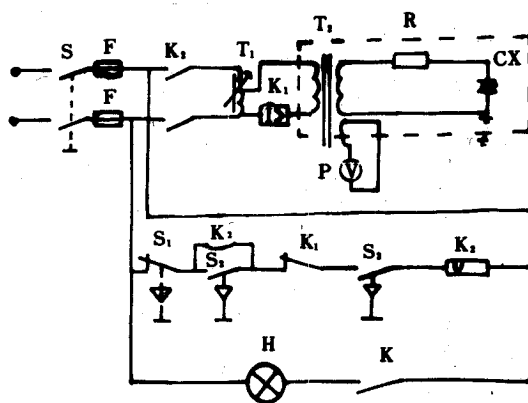 T₂
R
S
F
K₂
T₁
CX
K₁
F
P
V
K₂
S₁
K₁
S₂
S₃
K₂
H
K